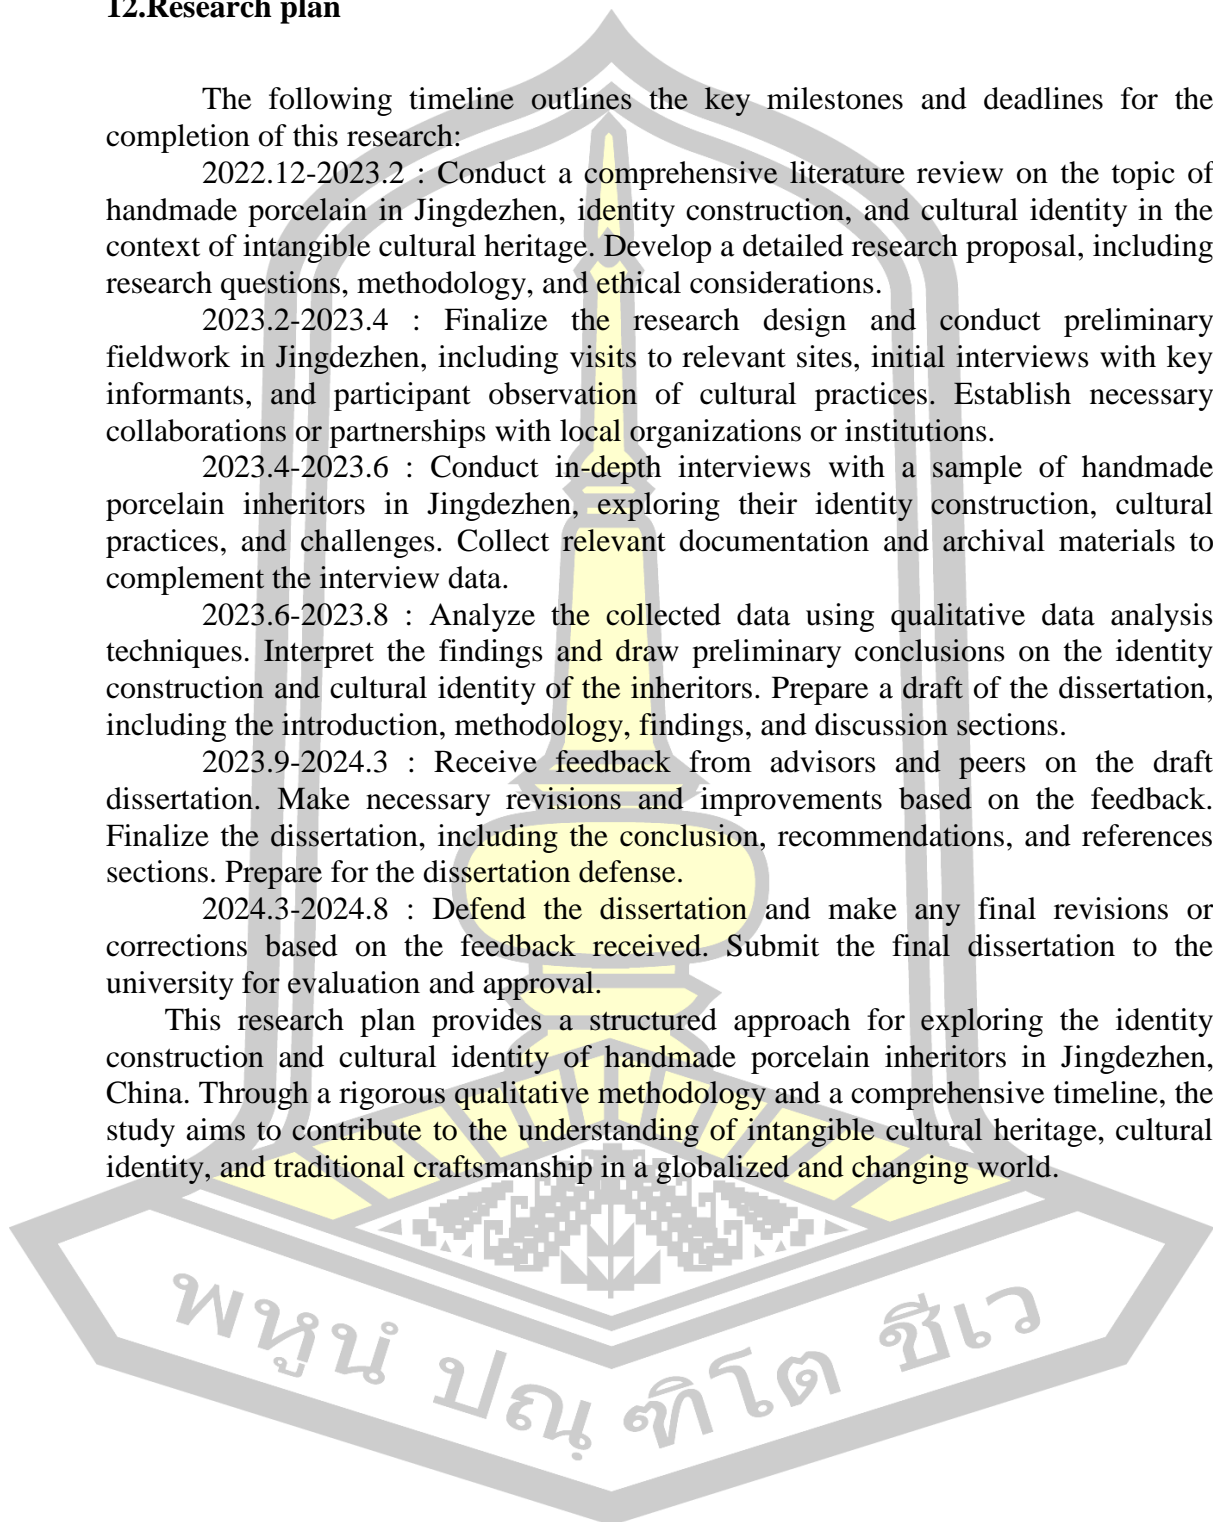 12.Research plan
The following timeline outlines the key milestones and deadlines for the
completion of this research:
2022.12-2023.2 : Conduct a comprehensive literature review on the topic of
handmade porcelain in Jingdezhen, identity construction, and cultural identity in the
context of intangible cultural heritage. Develop a detailed research proposal, including
research questions, methodology, and ethical considerations.
2023.2-2023.4 : Finalize the research design and conduct preliminary
fieldwork in Jingdezhen, including visits to relevant sites, initial interviews with key
informants, and participant observation of cultural practices. Establish necessary
collaborations or partnerships with local organizations or institutions.
2023.4-2023.6 : Conduct in-depth interviews with a sample of handmade
porcelain inheritors in Jingdezhen, exploring their identity construction, cultural
practices, and challenges. Collect relevant documentation and archival materials to
complement the interview data.
2023.6-2023.8 : Analyze the collected data using qualitative data analysis
techniques. Interpret the findings and draw preliminary conclusions on the identity
construction and cultural identity of the inheritors. Prepare a draft of the dissertation,
including the introduction, methodology, findings, and discussion sections.
2023.9-2024.3 : Receive feedback from advisors and peers on the draft
dissertation. Make necessary revisions and improvements based on the feedback.
Finalize the dissertation, including the conclusion, recommendations, and references
sections. Prepare for the dissertation defense.
2024.3-2024.8 : Defend the dissertation and make any final revisions or
corrections based on the feedback received. Submit the final dissertation to the
university for evaluation and approval.
This research plan provides a structured approach for exploring the identity
construction and cultural identity of handmade porcelain inheritors in Jingdezhen,
China. Through a rigorous qualitative methodology and a comprehensive timeline, the
study aims to contribute to the understanding of intangible cultural heritage, cultural
identity, and traditional craftsmanship in a globalized and changing world.
พหูนํ ปณฺฑิโต ชีเว